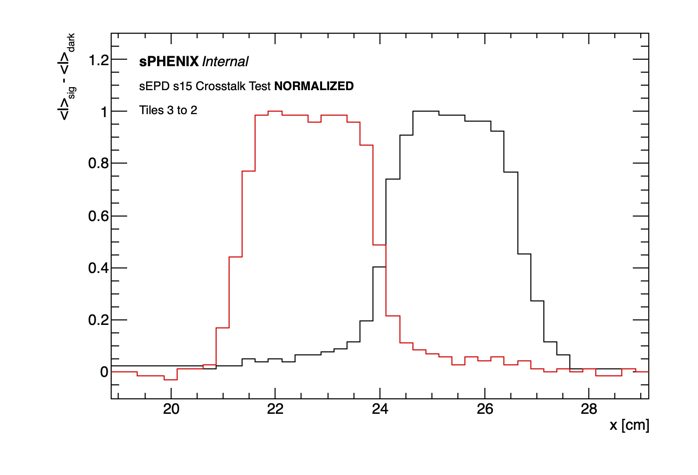 <I>sig - <I>dark
sPHENIX Internal
sEPD s15 Crosstalk Test NORMALIZED
Tiles 3 to 2
1.2
1
0.8
0.6
0.4
0.2
0
20 22 24 26 28
x [cm]